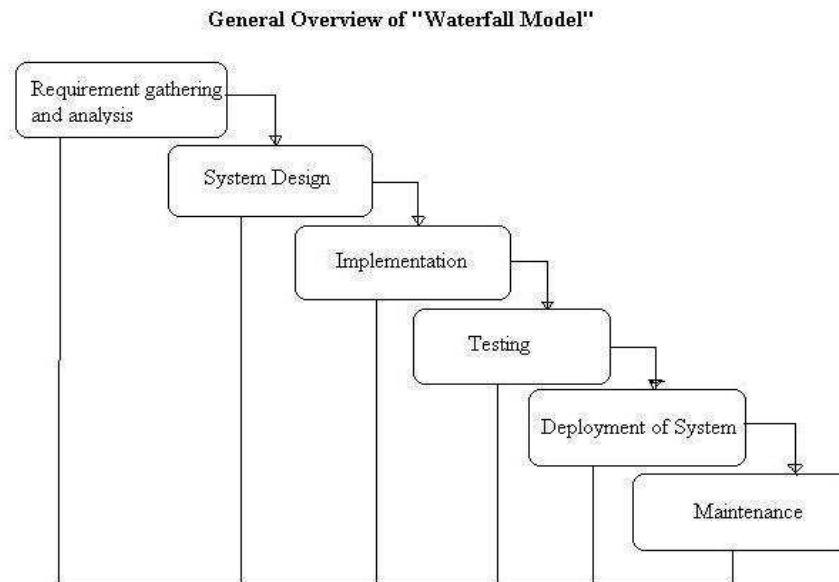 General Overview of "Waterfall Model"
Requirement gathering
and analysis
System Design
Implementation
Testing
Deployment of System
Maintenance